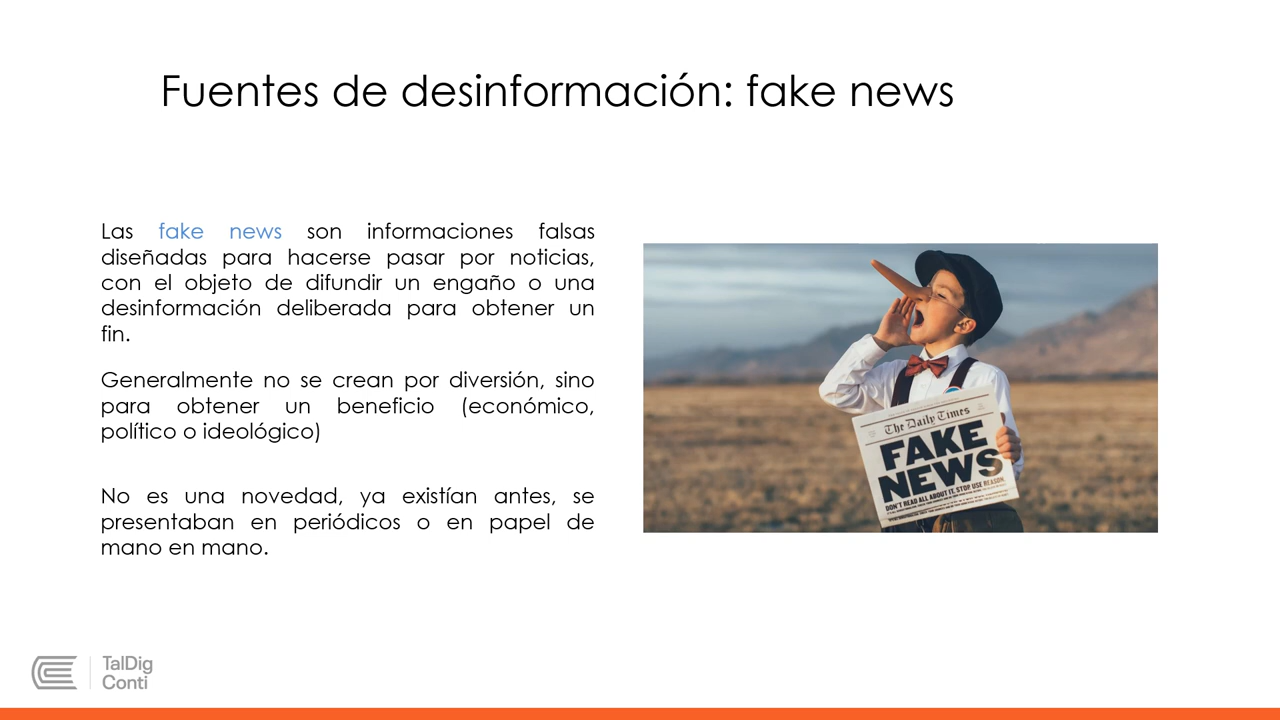 Fuentes de desinformación: fake news
Las fake news son informaciones falsas
diseñadas para hacerse pasar por noticias,
con el objeto de difundir un engaño o una
desinformación deliberada para obtener un
fin.
Generalmente no se crean por diversión, sino
para obtener un beneficio (económico,
político o ideológico)
No es una novedad, ya existían antes, se
presentaban en periódicos o en papel de
mano en mano.
The Daily Times
FAKE
NEWS
DON'T READ ALL ABOUT IT. STOP. USE REASON.
TalDig
Conti